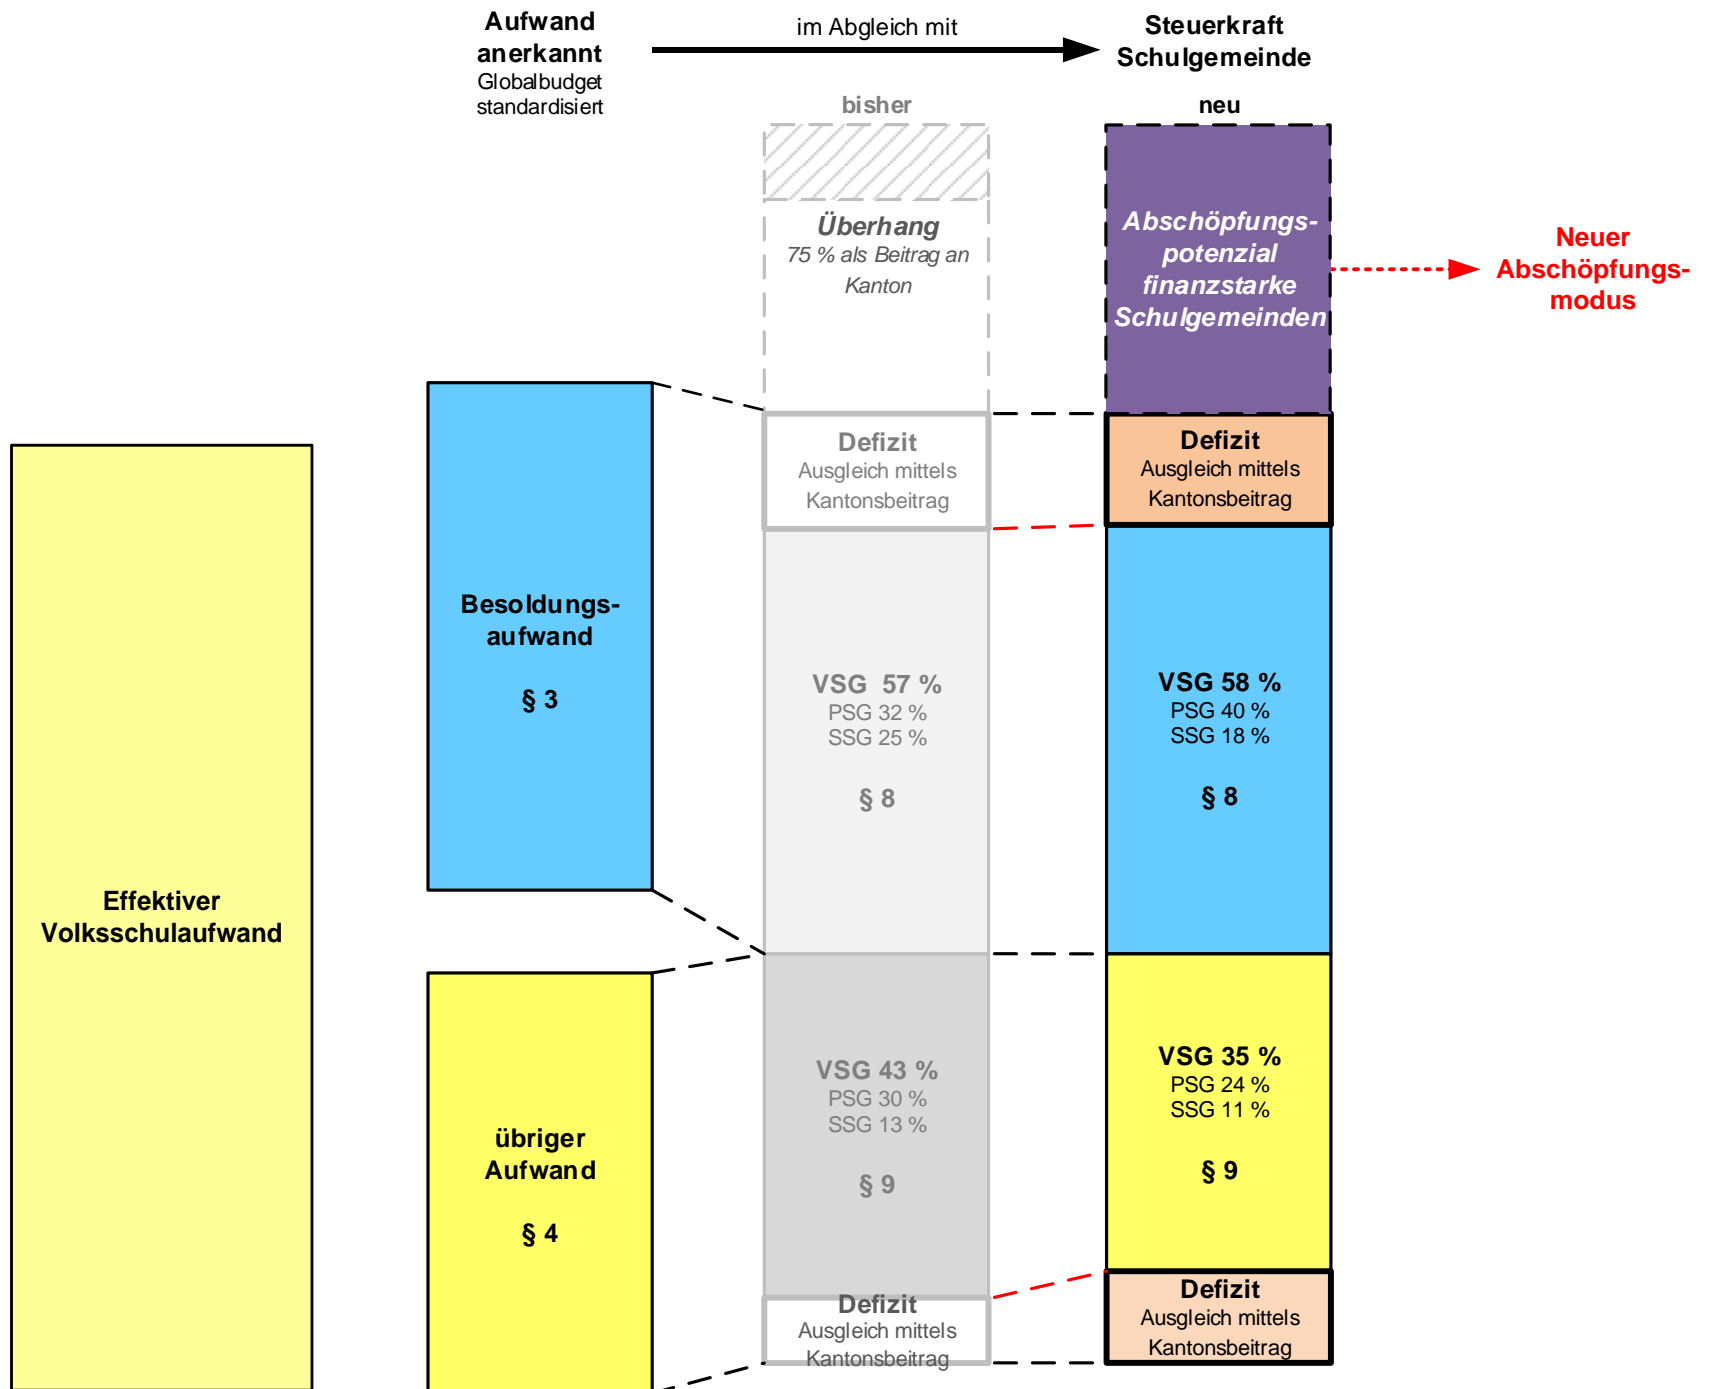 Aufwand
anerkannt
Globalbudget
standardisiert
im Abgleich mit
Steuerkraft
Schulgemeinde
bisher
neu
Überhang
75 % als Beitrag an
Kanton
Abschöpfungs-
potenzial
finanzstarke
Schulgemeinden
Neuer
Abschöpfungs-
modus
Defizit
Ausgleich mittels
Kantonsbeitrag
Defizit
Ausgleich mittels
Kantonsbeitrag
Besoldungs-
aufwand
§ 3
VSG 57 %
PSG 32 %
SSG 25 %
§ 8
VSG 58 %
PSG 40 %
SSG 18 %
§ 8
Effektiver
Volksschulaufwand
übriger
Aufwand
§ 4
VSG 43 %
PSG 30 %
SSG 13 %
§ 9
VSG 35 %
PSG 24 %
SSG 11 %
§ 9
Defizit
Ausgleich mittels
Kantonsbeitrag
Defizit
Ausgleich mittels
Kantonsbeitrag